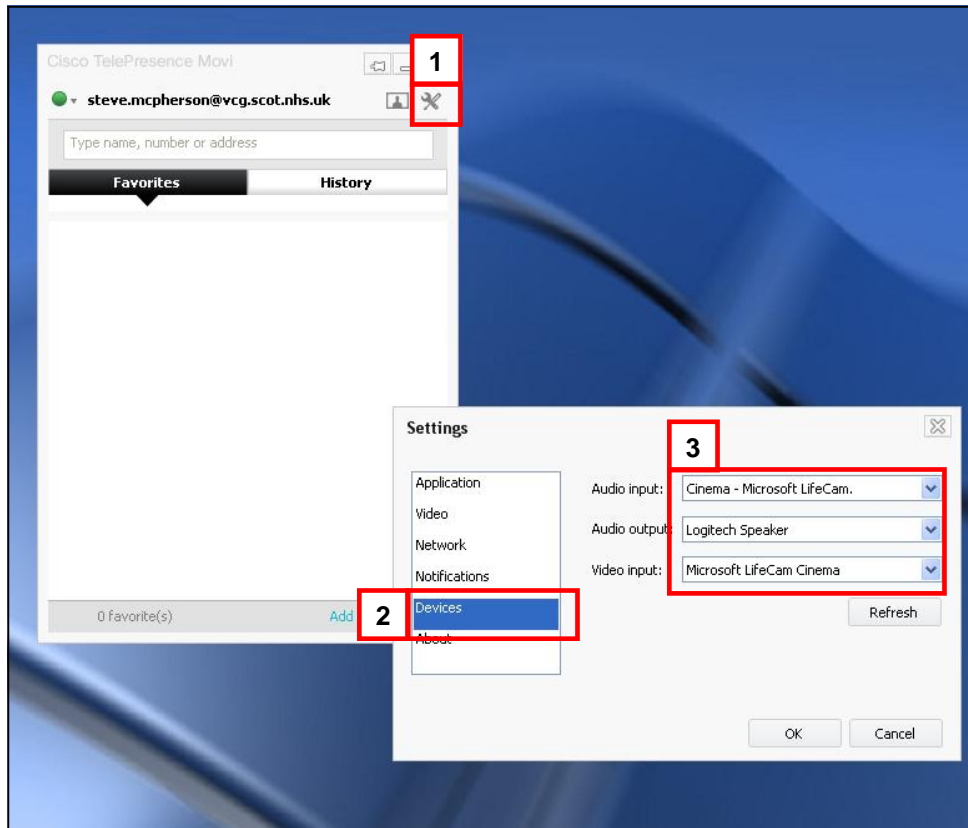 Cisco TelePresence Movi
1
steve.mcpherson@vcg.scot.nhs.uk
Type name, number or address
Favorites History
0 favorite(s) Add
Settings
3
Application
Video
Network
Notifications
2
Devices
About
Audio input: Cinema - Microsoft LifeCam.
Audio output: Logitech Speaker
Video input: Microsoft LifeCam Cinema
Refresh
OK Cancel